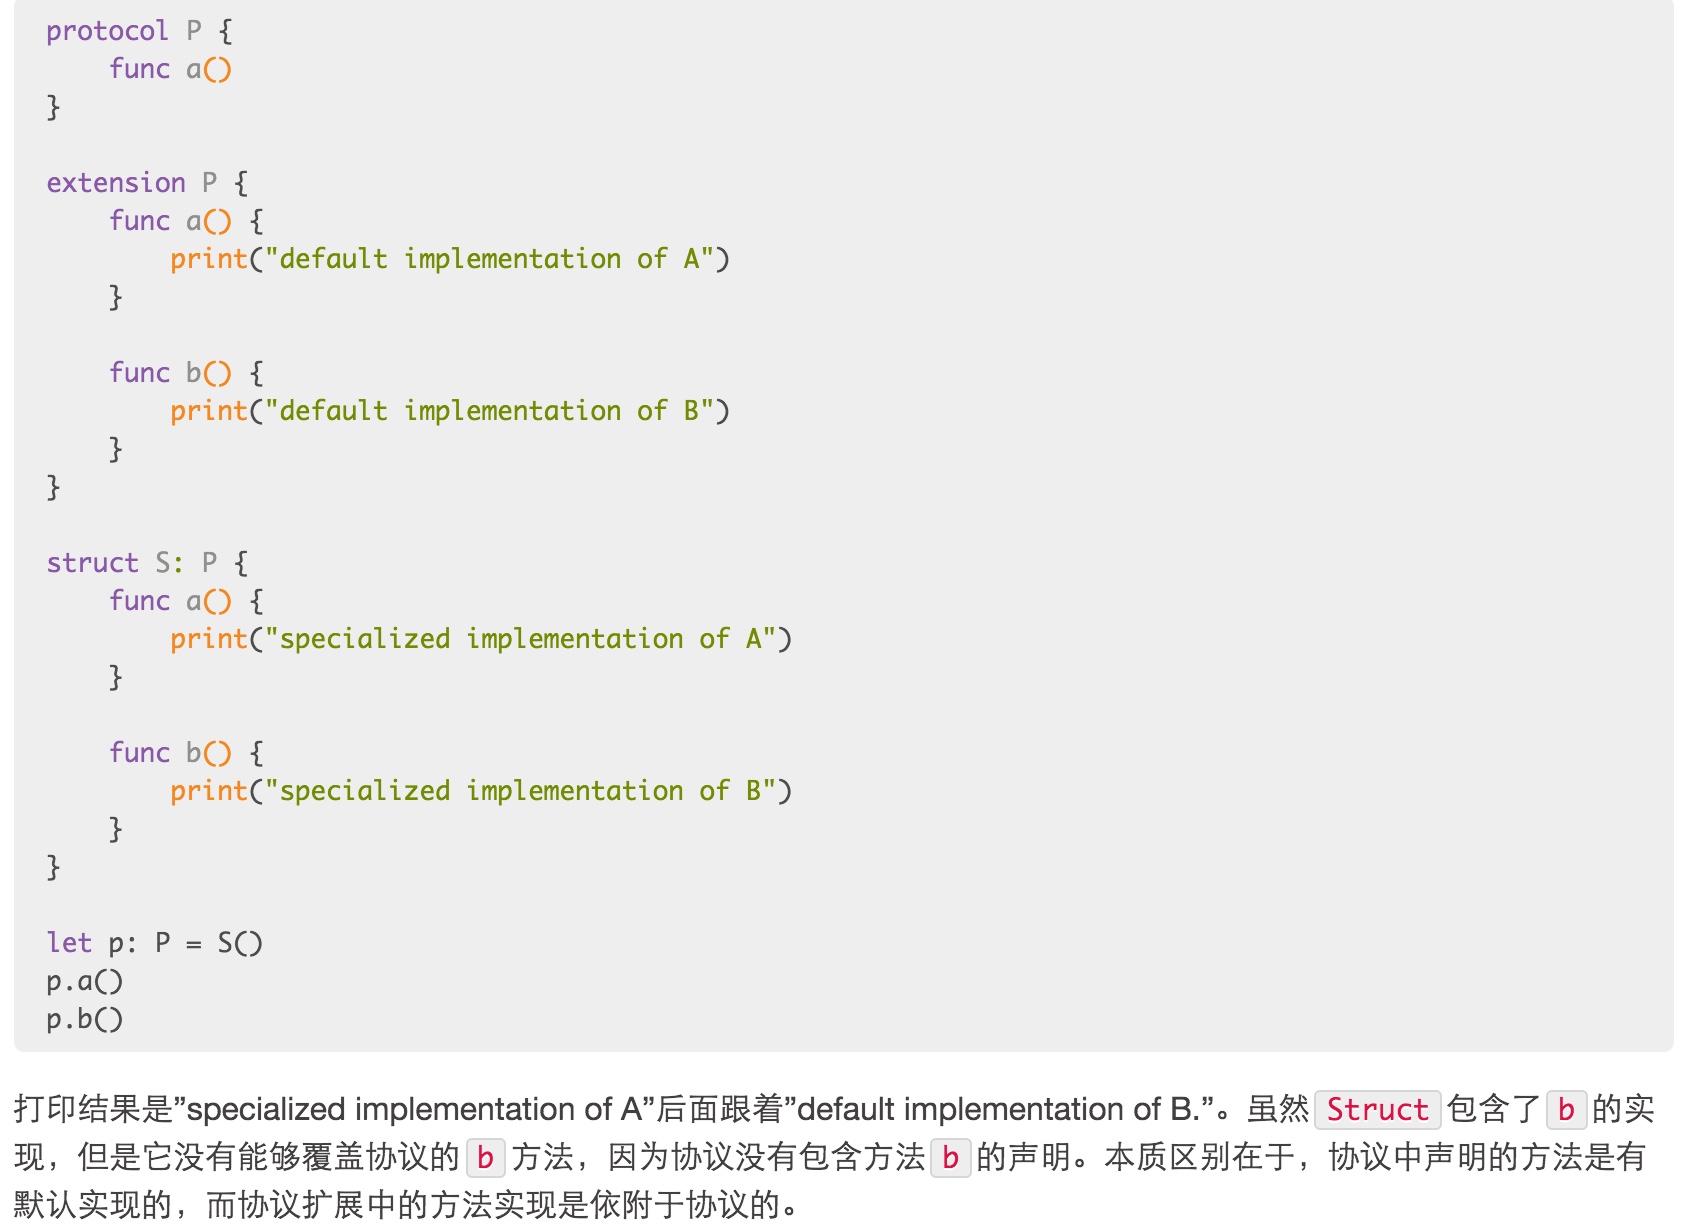 protocol P {
    func a()
}
extension P {
    func a() {
        print("default implementation of A")
    }
    func b() {
        print("default implementation of B")
    }
}
struct S: P {
    func a() {
        print("specialized implementation of A")
    }
    func b() {
        print("specialized implementation of B")
    }
}
let p: P = S()
p.a()
p.b()
打印结果是”specialized implementation of A”后面跟着”default implementation of B.”。虽然 Struct 包含了 b 的实
现，但是它没有能够覆盖协议的 b 方法，因为协议没有包含方法 b 的声明。本质区别在于，协议中声明的方法是有
默认实现的，而协议扩展中的方法实现是依附于协议的。